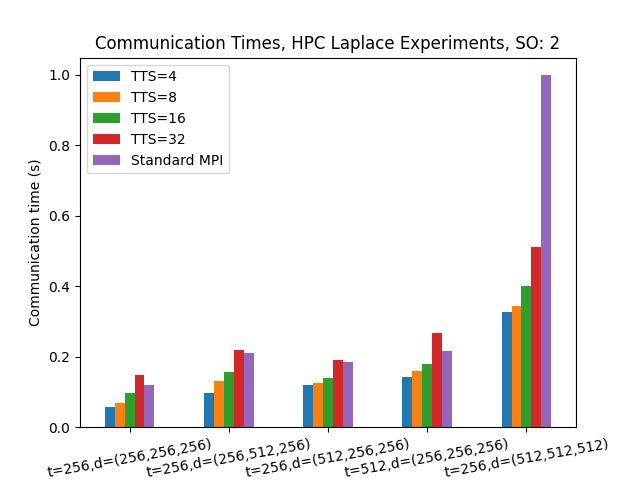 Communication Times, HPC Laplace Experiments, SO: 2
TTS=4
TTS=8
TTS=16
TTS=32
Standard MPI
Communication time (s)
1.0
0.8
0.6
0.4
0.2
0.0
t=256,d=(256,256,256)
t=256,d=(256,512,256)
t=256,d=(512,256,256)
t=512,d=(256,256,256)
t=256,d=(512,512,512)